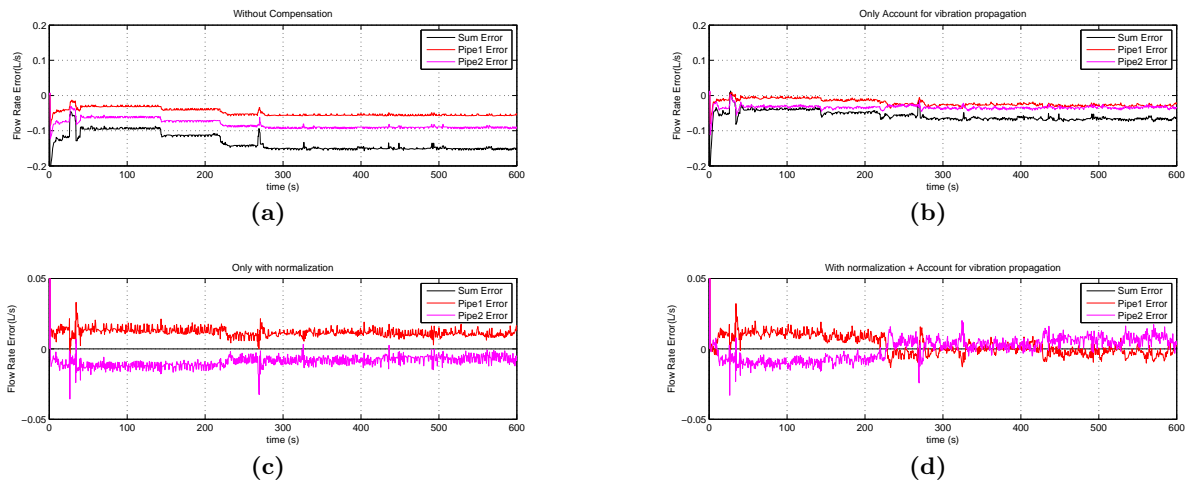 Without Compensation
0.2
0.1
0
−0.1
−0.2
Flow Rate Error(L/s)
Sum Error
Pipe1 Error
Pipe2 Error
0 100 200 300 400 500 600
time (s)
(a)
Only Account for vibration propagation
0.2
0.1
0
−0.1
−0.2
Flow Rate Error(L/s)
Sum Error
Pipe1 Error
Pipe2 Error
0 100 200 300 400 500 600
time (s)
(b)
Only with normalization
0.05
0
−0.05
Flow Rate Error(L/s)
Sum Error
Pipe1 Error
Pipe2 Error
0 100 200 300 400 500 600
time (s)
(c)
With normalization + Account for vibration propagation
0.05
0
−0.05
Flow Rate Error(L/s)
Sum Error
Pipe1 Error
Pipe2 Error
0 100 200 300 400 500 600
time (s)
(d)